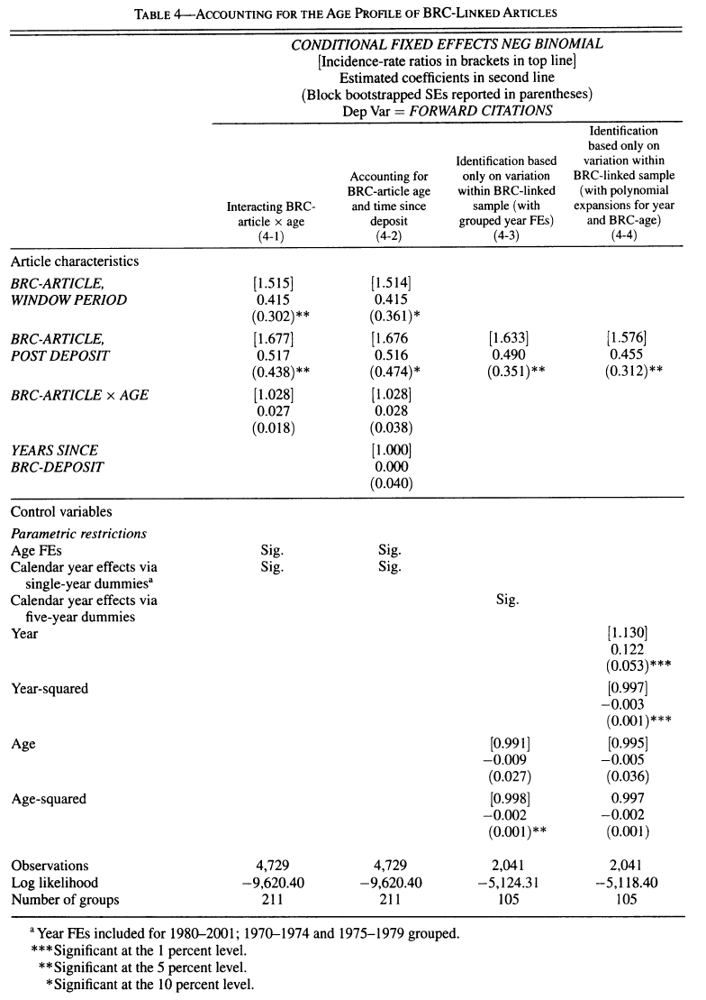 TABLE 4—ACCOUNTING FOR THE AGE PROFILE OF BRC-LINKED ARTICLES
CONDITIONAL FIXED EFFECTS NEG BINOMIAL
[Incidence-rate ratios in brackets in top line]
Estimated coefficients in second line
(Block bootstrapped SEs reported in parentheses)
Dep Var = FORWARD CITATIONS
Interacting BRC-
article × age
(4-1)
Accounting for
BRC-article age
and time since
deposit
(4-2)
Identification based
only on variation
within BRC-linked
sample (with
grouped year FEs)
(4-3)
Identification
based only on
variation within
BRC-linked sample
(with polynomial
expansions for year
and BRC-age)
(4-4)
Article characteristics
BRC-ARTICLE, [1.515] [1.514]
WINDOW PERIOD 0.415 0.415
(0.302)** (0.361)*
BRC-ARTICLE, [1.677] [1.676 [1.633] [1.576]
POST DEPOSIT 0.517 0.516 0.490 0.455
(0.438)** (0.474)* (0.351)** (0.312)**
BRC-ARTICLE × AGE [1.028] [1.028]
0.027 0.028
(0.018) (0.038)
YEARS SINCE [1.000]
BRC-DEPOSIT 0.000
(0.040)
Control variables
Parametric restrictions
Age FEs Sig. Sig.
Calendar year effects via Sig. Sig.
single-year dummiesa
Calendar year effects via Sig.
five-year dummies
Year [1.130]
0.122
(0.053)***
Year-squared [0.997]
−0.003
(0.001)***
Age [0.991] [0.995]
−0.009 −0.005
(0.027) (0.036)
Age-squared [0.998] 0.997
−0.002 −0.002
(0.001)** (0.001)
Observations 4,729 4,729 2,041 2,041
Log likelihood −9,620.40 −9,620.40 −5,124.31 −-5,118.40
Number of groups 211 211 105 105
a Year FEs included for 1980–2001; 1970–1974 and 1975–1979 grouped.
***Significant at the 1 percent level.
**Significant at the 5 percent level.
*Significant at the 10 percent level.